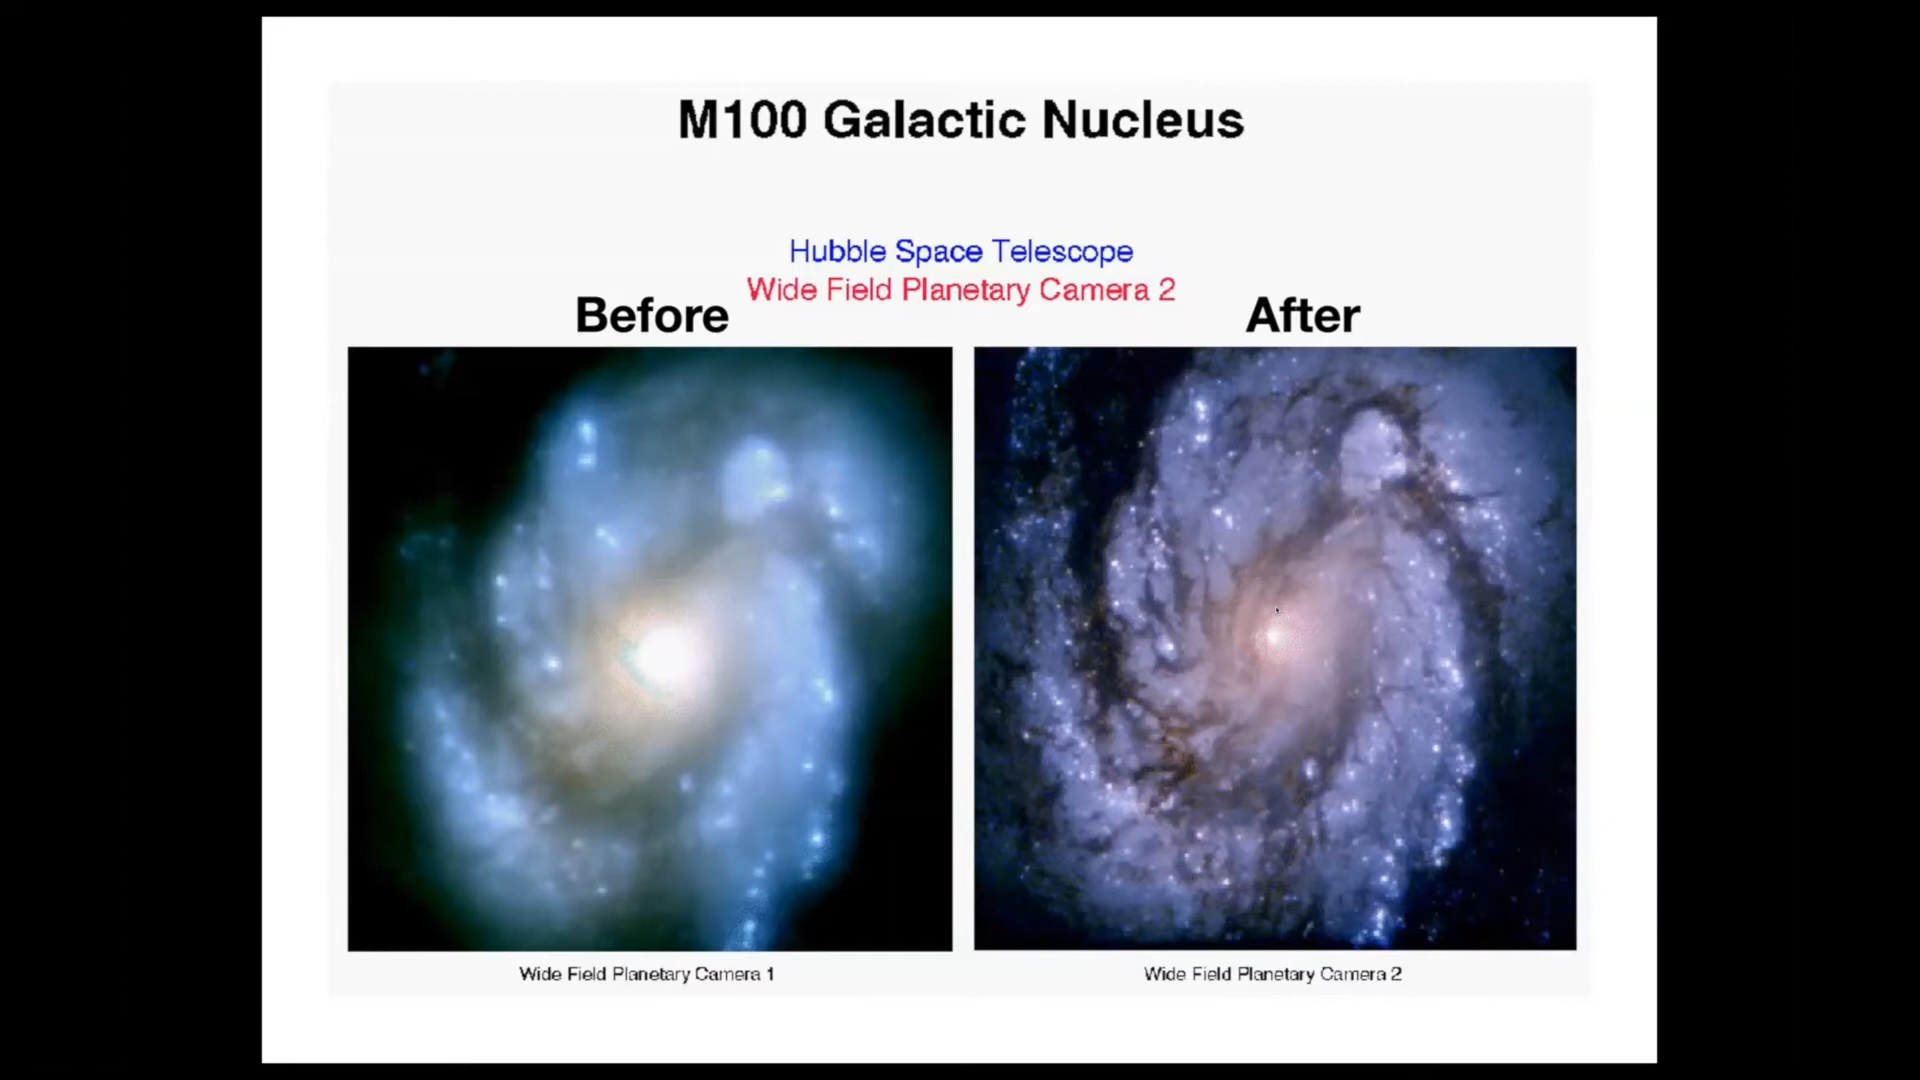 M100 Galactic Nucleus
Hubble Space Telescope
Wide Field Planetary Camera 2
Before
After
Wide Field Planetary Camera 1
Wide Field Planetary Camera 2